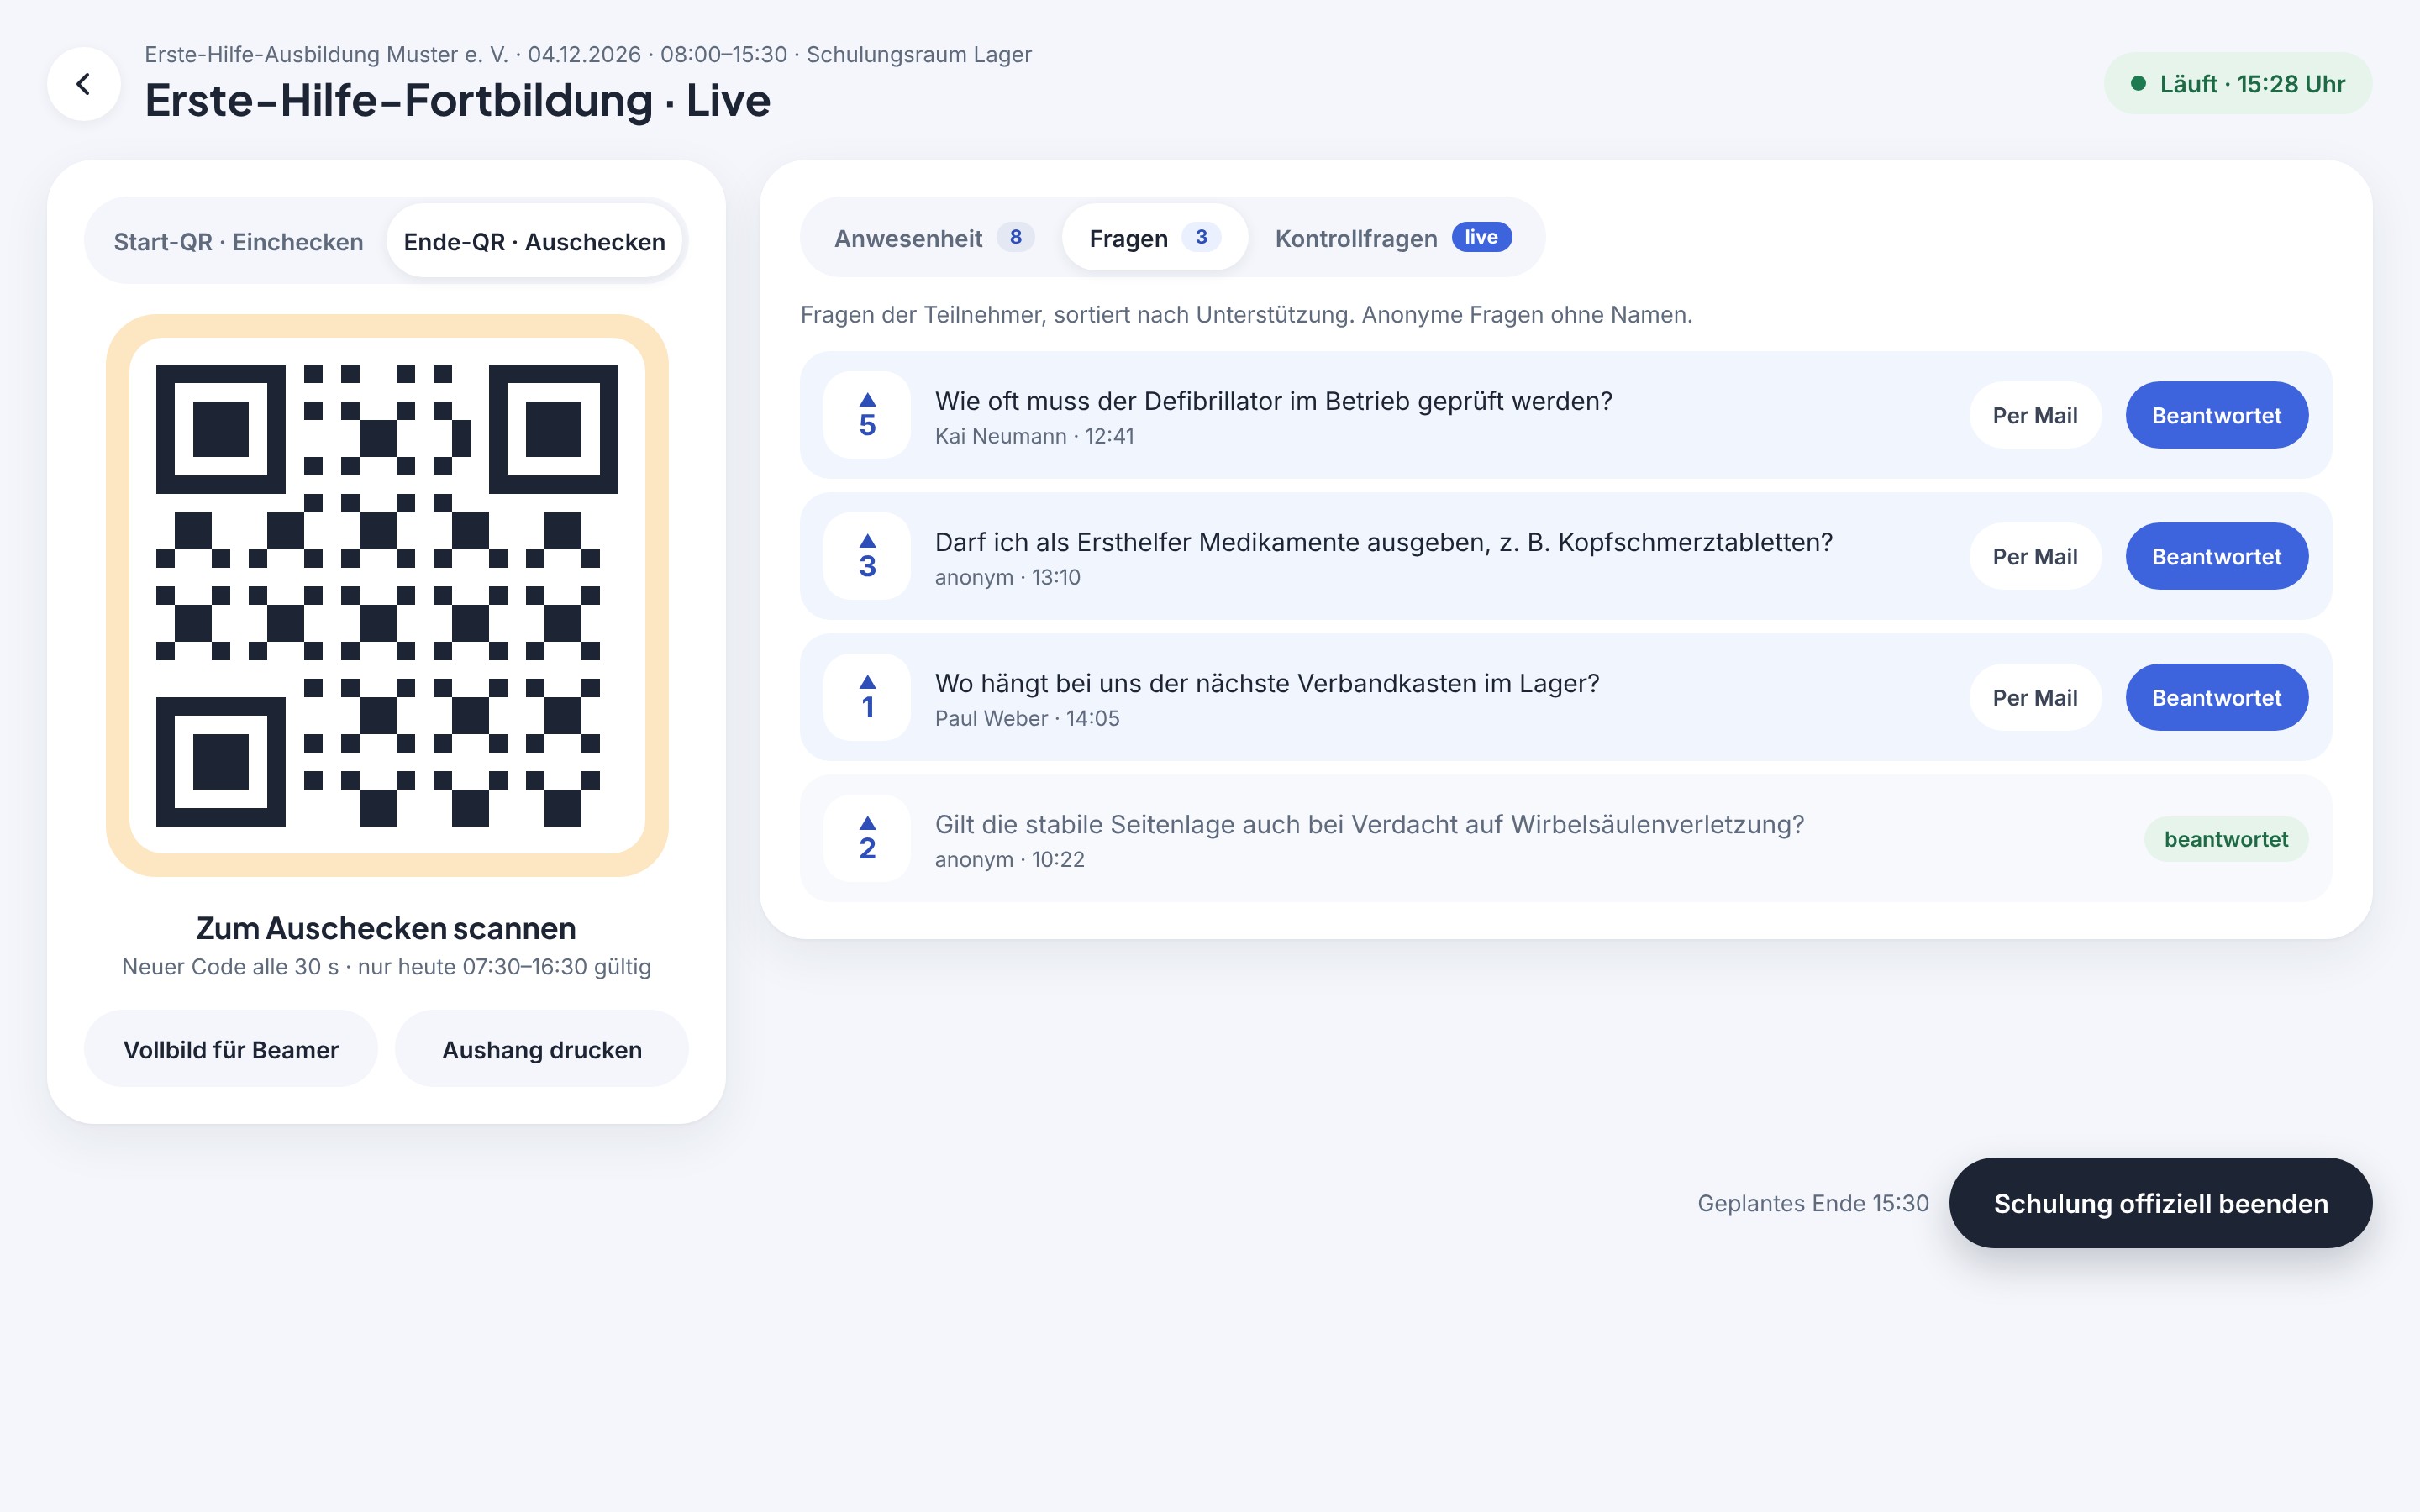 Erste-Hilfe-Ausbildung Muster e. V. · 04.12.2026 · 08:00–15:30 · Schulungsraum Lager
Erste-Hilfe-Fortbildung · Live
Läuft · 15:28 Uhr
Start-QR · Einchecken
Ende-QR · Auschecken
Zum Auschecken scannen
Neuer Code alle 30 s · nur heute 07:30–16:30 gültig
Vollbild für Beamer
Aushang drucken
Anwesenheit 8
Fragen 3
Kontrollfragen live
Fragen der Teilnehmer, sortiert nach Unterstützung. Anonyme Fragen ohne Namen.
▲
5
Wie oft muss der Defibrillator im Betrieb geprüft werden?
Kai Neumann · 12:41
Per Mail
Beantwortet
▲
3
Darf ich als Ersthelfer Medikamente ausgeben, z. B. Kopfschmerztabletten?
anonym · 13:10
Per Mail
Beantwortet
▲
1
Wo hängt bei uns der nächste Verbandkasten im Lager?
Paul Weber · 14:05
Per Mail
Beantwortet
▲
2
Gilt die stabile Seitenlage auch bei Verdacht auf Wirbelsäulenverletzung?
anonym · 10:22
beantwortet
Geplantes Ende 15:30
Schulung offiziell beenden